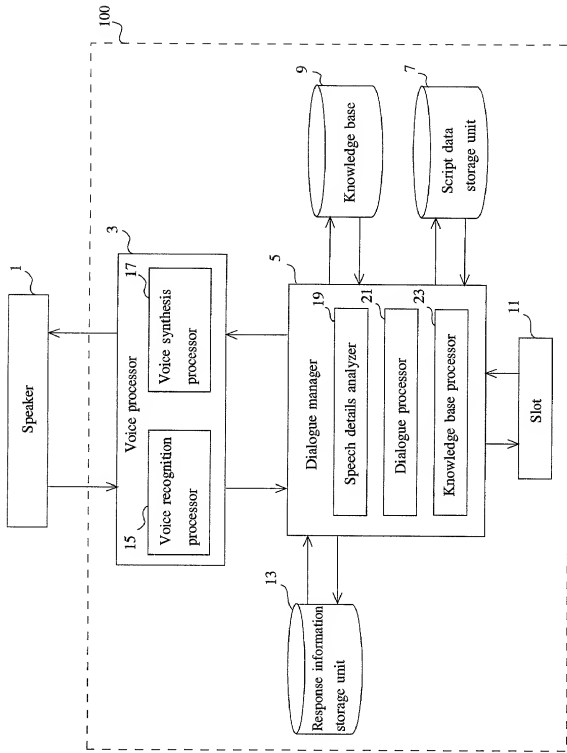 100
1
Speaker
3
Voice processor
15
Voice recognition
processor
17
Voice synthesis
processor
5
Dialogue manager
19
Speech details analyzer
21
Dialogue processor
23
Knowledge base processor
13
Response information
storage unit
9
Knowledge base
7
Script data
storage unit
11
Slot